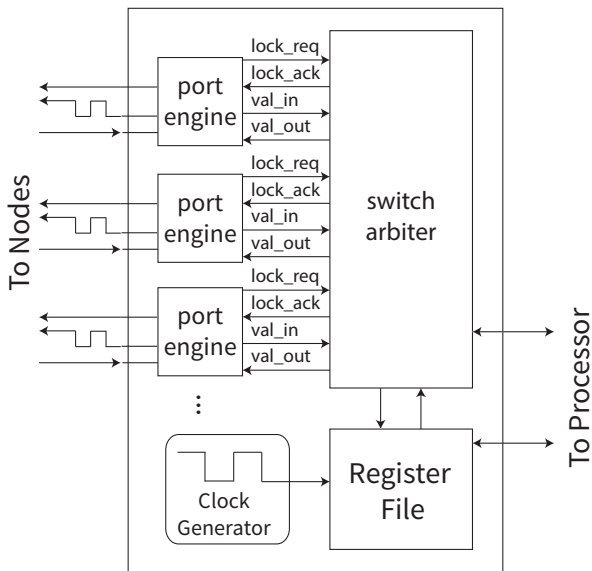 To Nodes
port
engine
lock_req
lock_ack
val_in
val_out
port
engine
lock_req
lock_ack
val_in
val_out
port
engine
lock_req
lock_ack
val_in
val_out
...
switch
arbiter
Clock
Generator
Register
File
To Processor